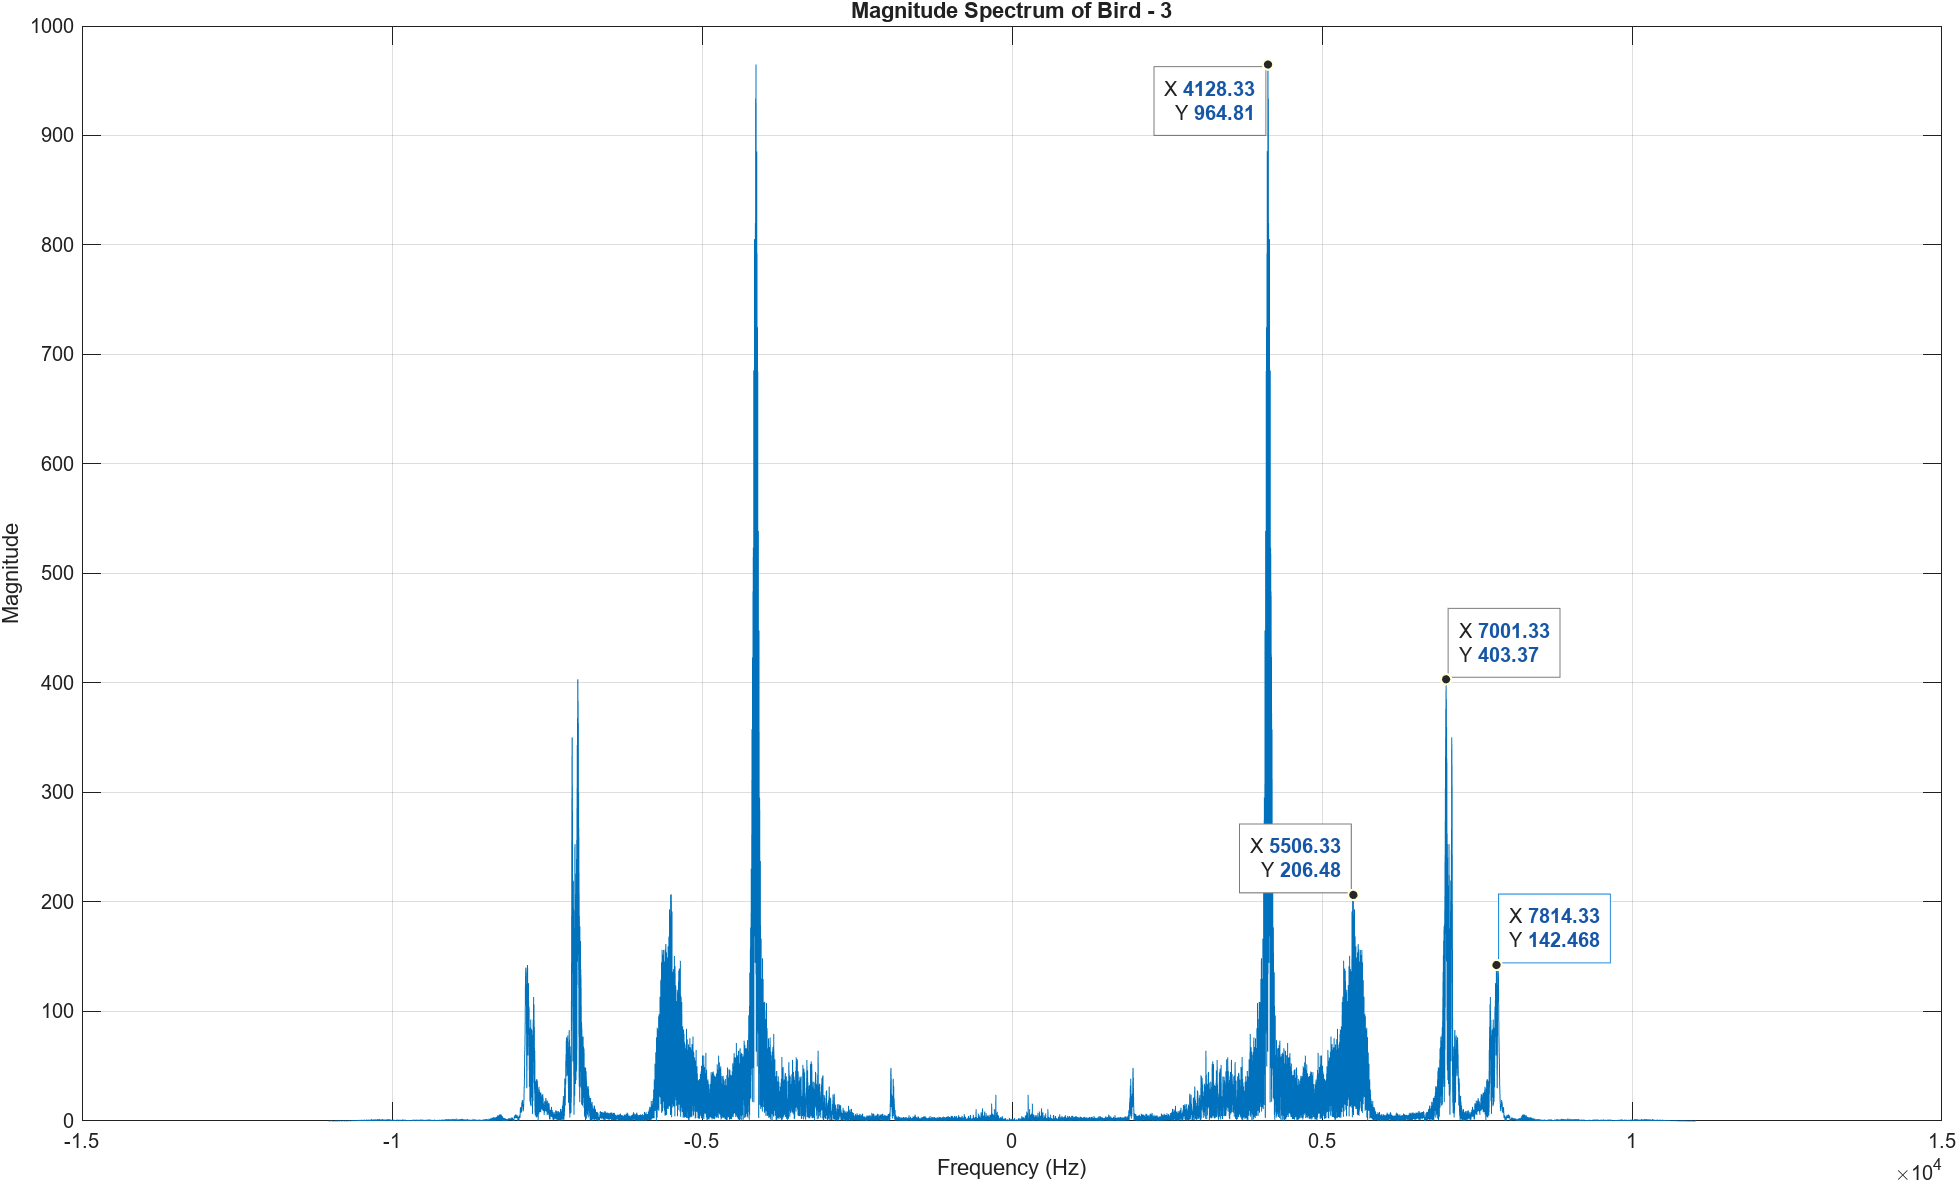 Magnitude Spectrum of Bird - 3
1000
900
800
700
600
500
400
300
200
100
0
Magnitude
X 4128.33
Y 964.81
X 7001.33
Y 403.37
X 5506.33
Y 206.48
X 7814.33
Y 142.468
-1.5 -1 -0.5 0 0.5 1 1.5
Frequency (Hz)
×10⁴